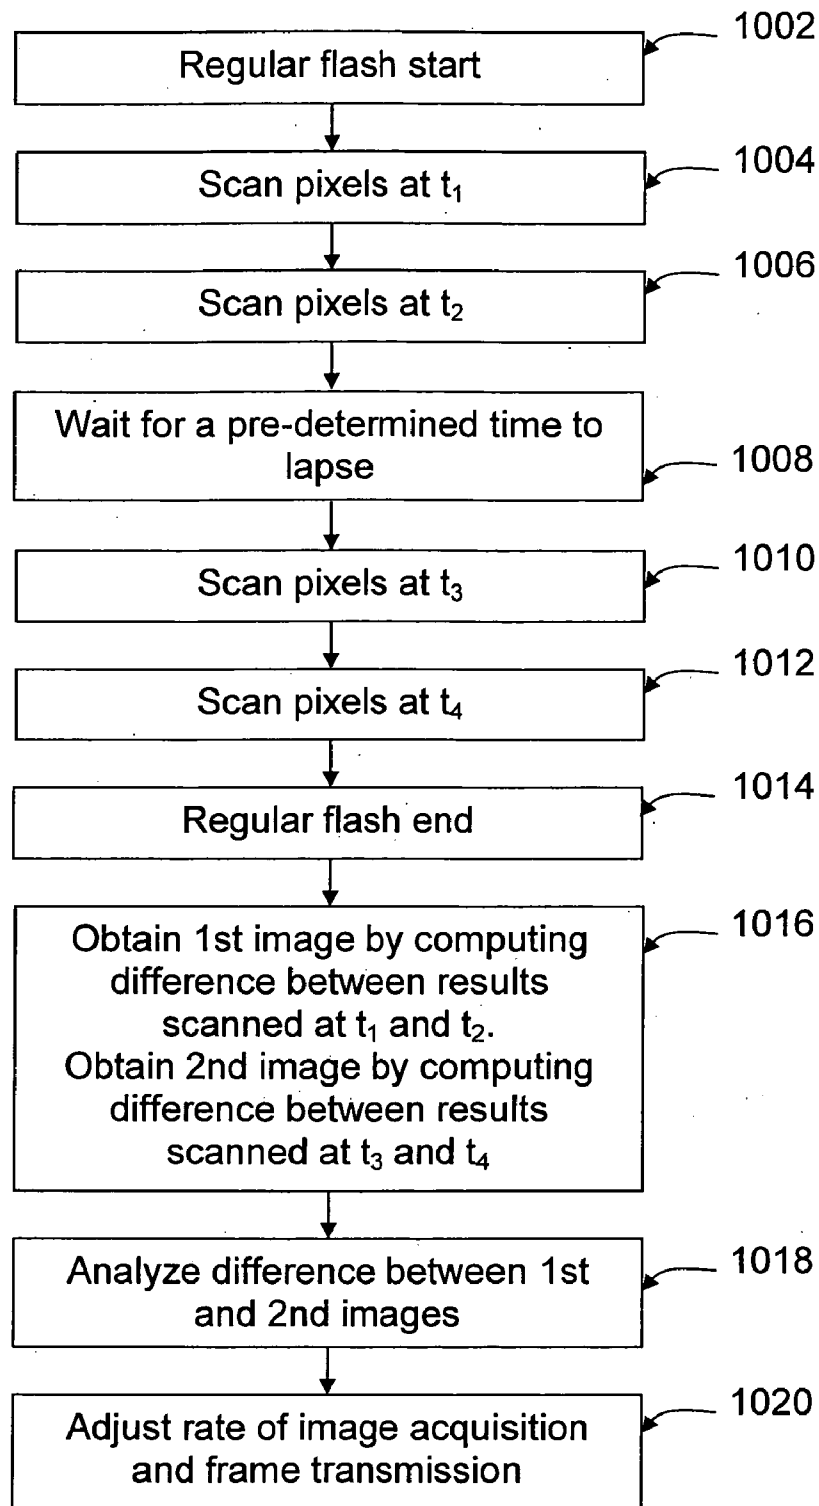 1002
Regular flash start
1004
Scan pixels at t₁
1006
Scan pixels at t₂
Wait for a pre-determined time to
lapse
1008
1010
Scan pixels at t₃
1012
Scan pixels at t₄
1014
Regular flash end
1016
Obtain 1st image by computing
difference between results
scanned at t₁ and t₂.
Obtain 2nd image by computing
difference between results
scanned at t₃ and t₄
1018
Analyze difference between 1st
and 2nd images
1020
Adjust rate of image acquisition
and frame transmission